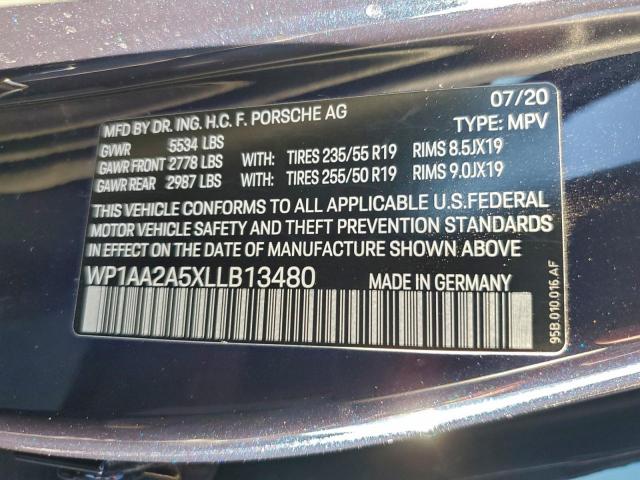 MFD BY DR. ING. H.C. F. PORSCHE AG 07/20
GVWR 5534 LBS TYPE: MPV
GAWR FRONT 2778 LBS WITH: TIRES 235/55 R19 RIMS 8.5JX19
GAWR REAR 2987 LBS WITH: TIRES 255/50 R19 RIMS 9.0JX19
THIS VEHICLE CONFORMS TO ALL APPLICABLE U.S.FEDERAL
MOTOR VEHICLE SAFETY AND THEFT PREVENTION STANDARDS
IN EFFECT ON THE DATE OF MANUFACTURE SHOWN ABOVE
WP1AA2A5XLLB13480 MADE IN GERMANY
95B.010.016.AF